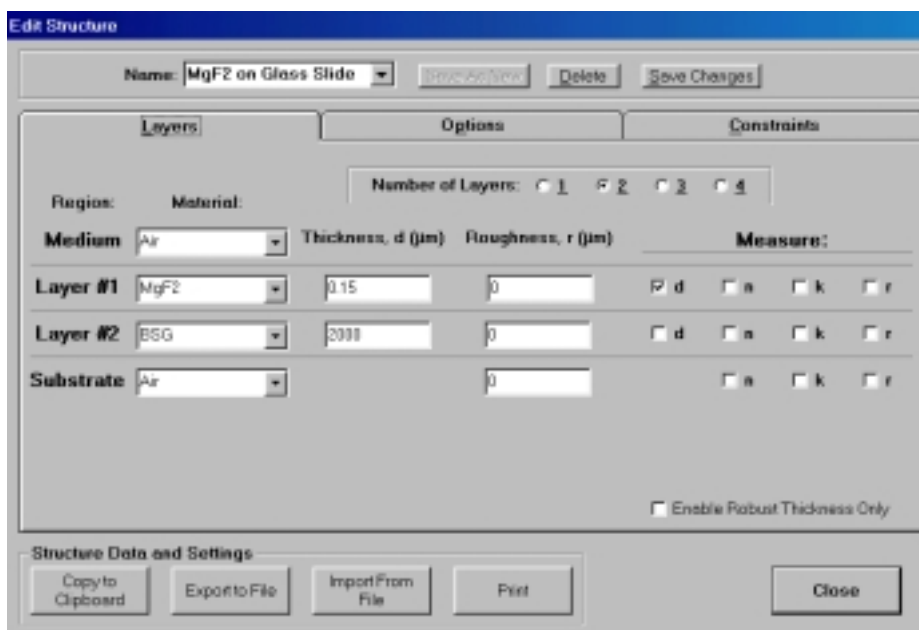 Edit Structure
Name: MgF2 on Glass Slide Save As New Delete Save Changes
Layers Options Constraints
Number of Layers: 1 2 3 4
Region: Material:
Medium Air Thickness, d (µm) Roughness, r (µm) Measure:
Layer #1 MgF2 0.15 0 d n k r
Layer #2 BSG 2000 0 d n k r
Substrate Air 0 n k r
Enable Robust Thickness Only
Structure Data and Settings
Copy to Clipboard Export to File Import From File Print Close